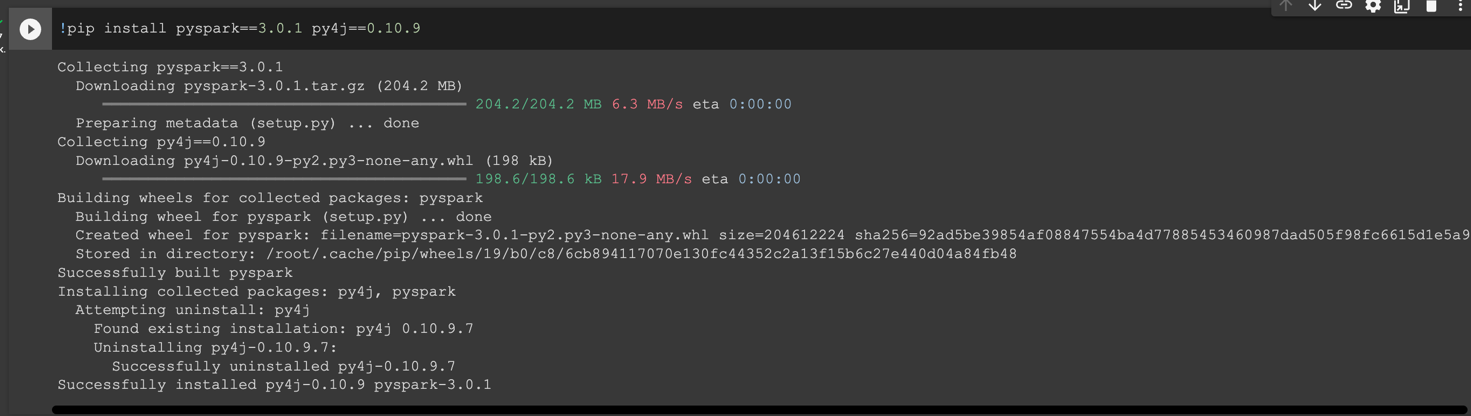 !pip install pyspark==3.0.1 py4j==0.10.9
Collecting pyspark==3.0.1
Downloading pyspark-3.0.1.tar.gz (204.2 MB)
204.2/204.2 MB 6.3 MB/s eta 0:00:00
Preparing metadata (setup.py) ... done
Collecting py4j==0.10.9
Downloading py4j-0.10.9-py2.py3-none-any.whl (198 kB)
198.6/198.6 kB 17.9 MB/s eta 0:00:00
Building wheels for collected packages: pyspark
Building wheel for pyspark (setup.py) ... done
Created wheel for pyspark: filename=pyspark-3.0.1-py2.py3-none-any.whl size=204612224 sha256=92ad5be39854af08847554ba4d77885453460987dad505f98fc6615d1e5a9
Stored in directory: /root/.cache/pip/wheels/19/b0/c8/6cb894117070e130fc44352c2a13f15b6c27e440d04a84fb48
Successfully built pyspark
Installing collected packages: py4j, pyspark
Attempting uninstall: py4j
Found existing installation: py4j 0.10.9.7
Uninstalling py4j-0.10.9.7:
Successfully uninstalled py4j-0.10.9.7
Successfully installed py4j-0.10.9 pyspark-3.0.1